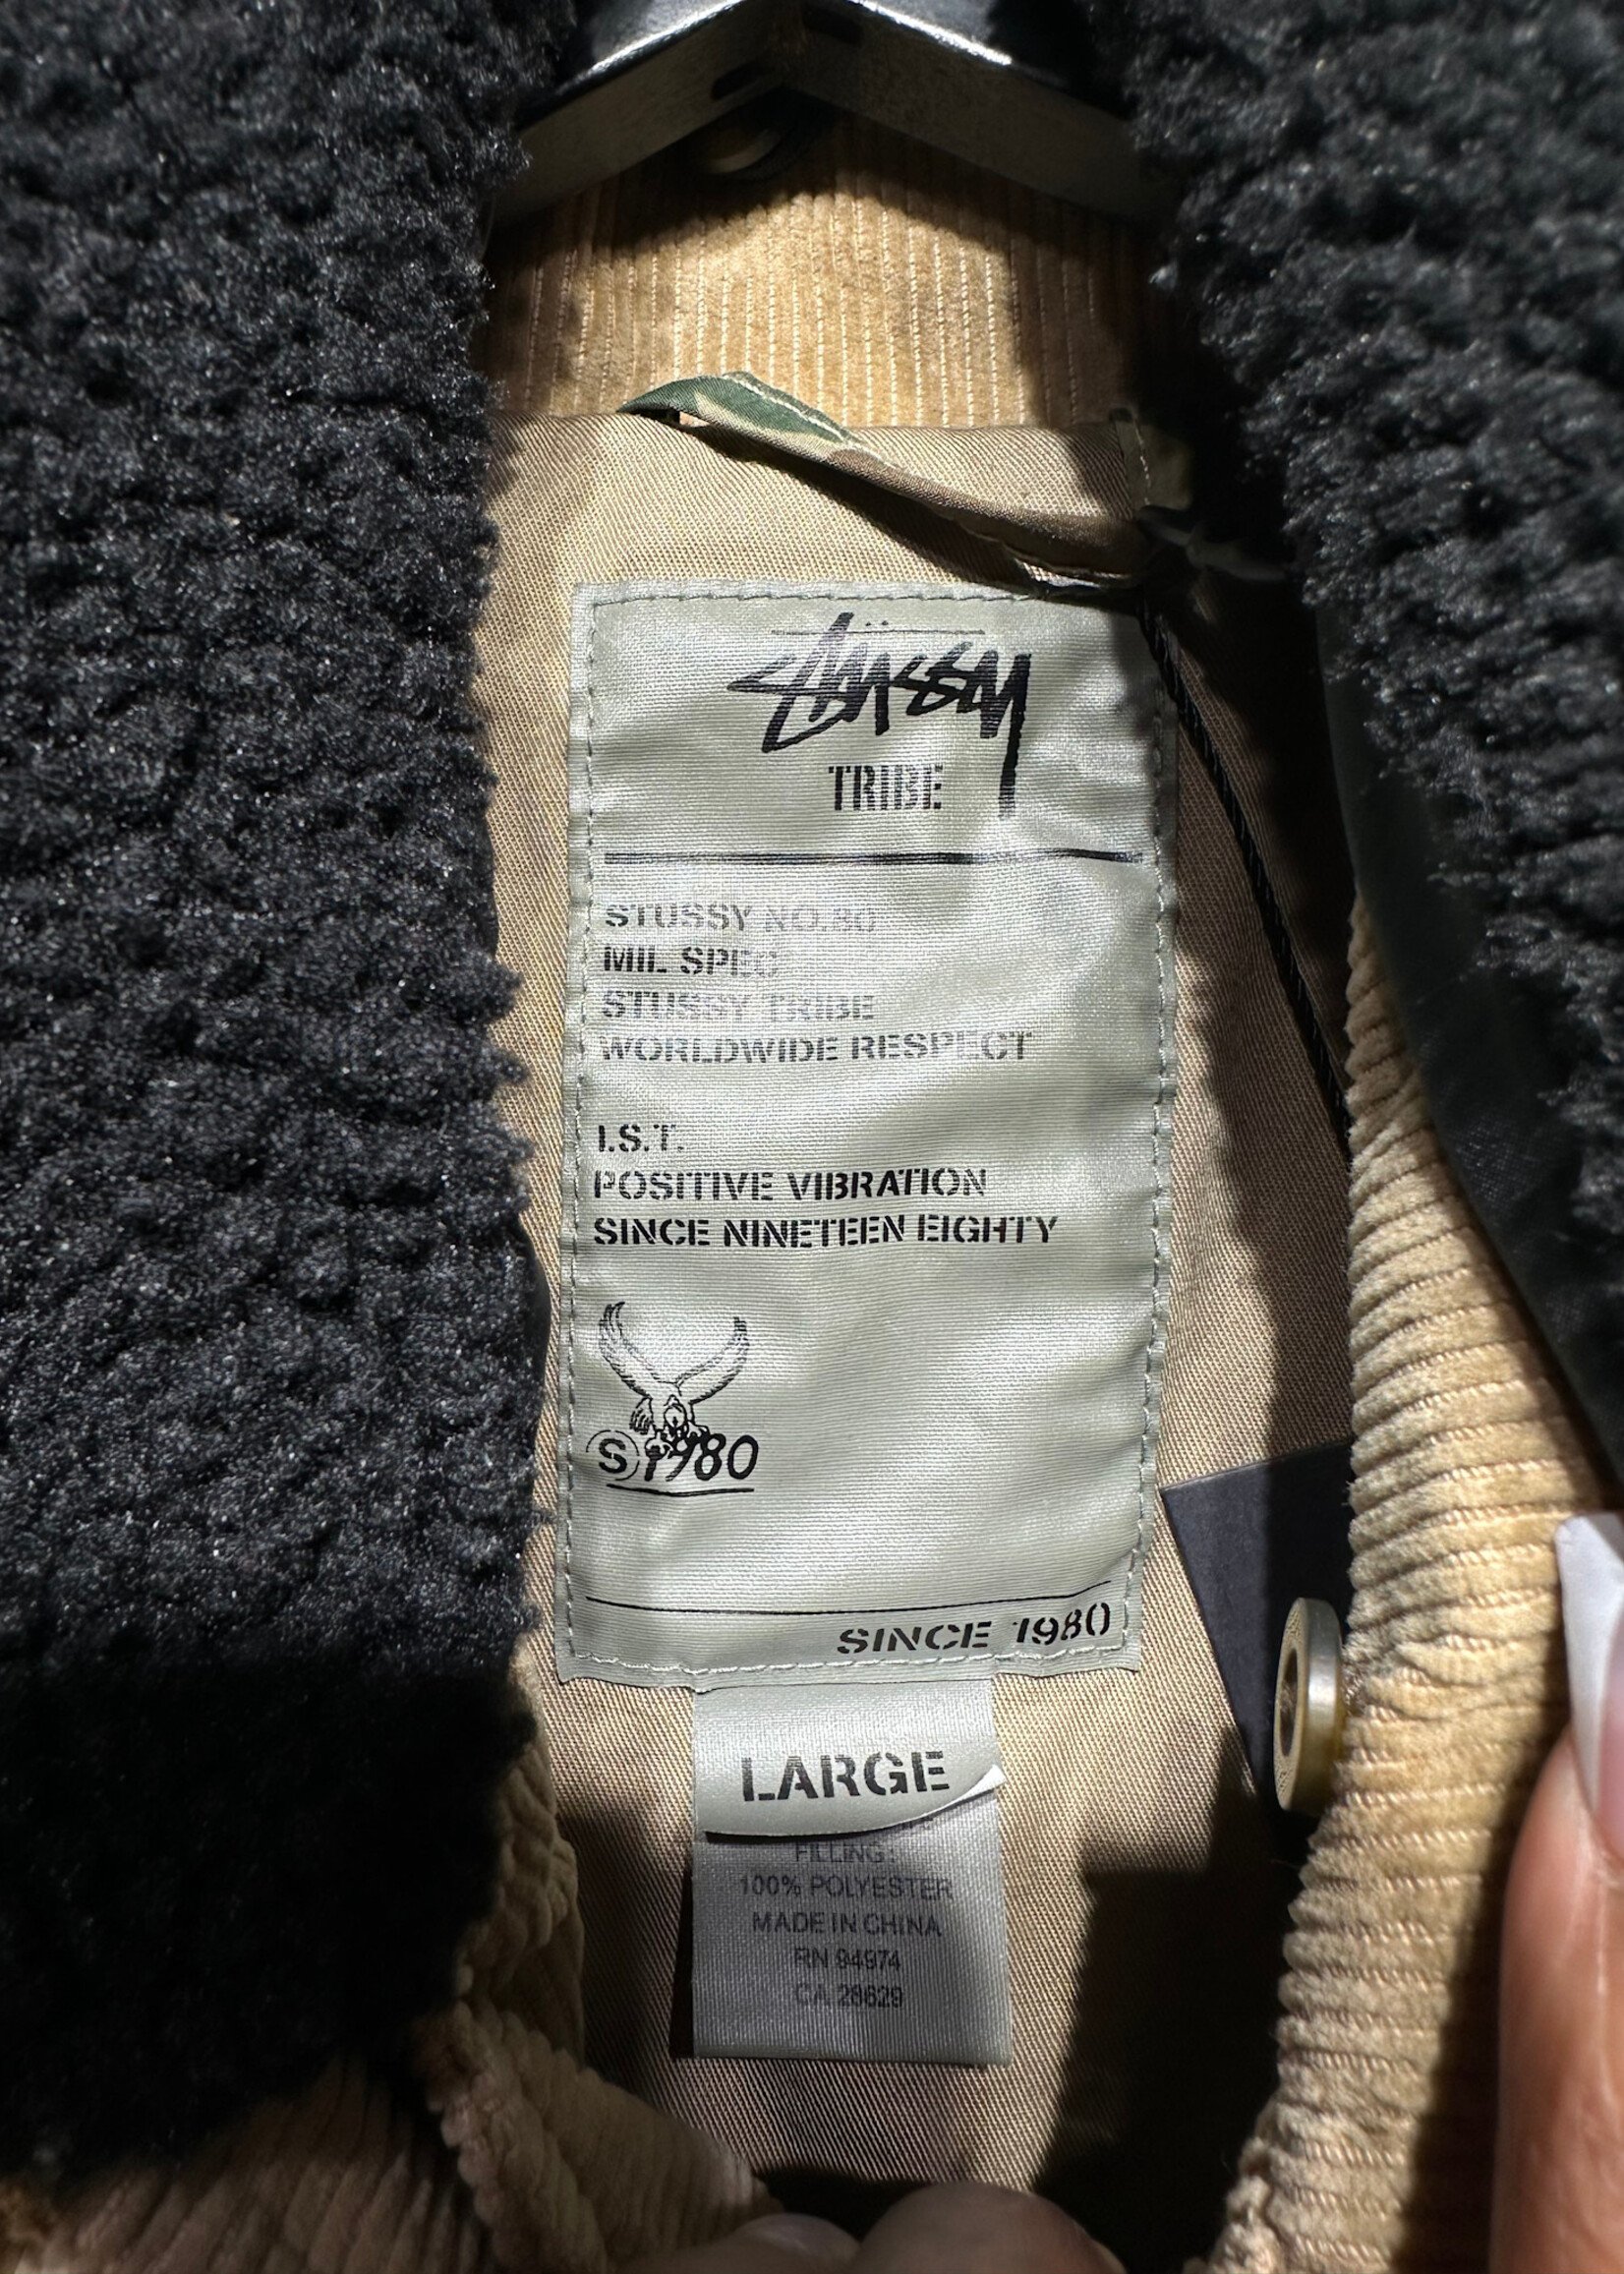 Stüssy
TRIBE
STUSSY NO.80
MIL SPEC
STUSSY TRIBE
WORLDWIDE RESPECT
I.S.T.
POSITIVE VIBRATION
SINCE NINETEEN EIGHTY
S 1980
SINCE 1980
LARGE
FILLING:
100% POLYESTER
MADE IN CHINA
RN 94974
CA 28629